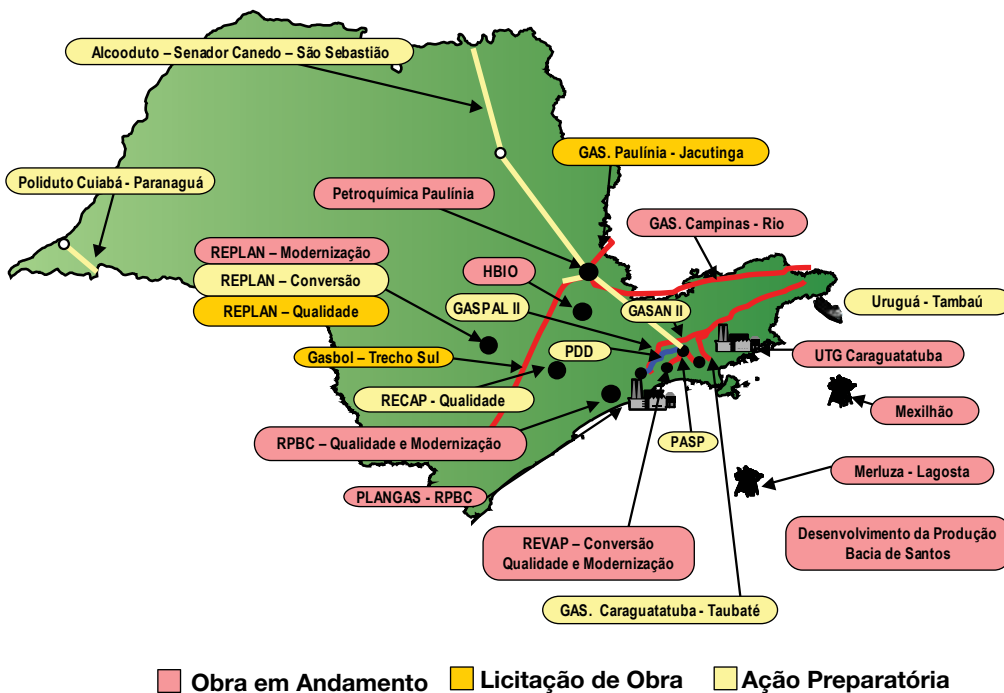 Alcooduto – Senador Canedo – São Sebastião
GAS. Paulínia - Jacutinga
Poliduto Cuiabá - Paranaguá
Petroquímica Paulínia
GAS. Campinas - Rio
REPLAN – Modernização
REPLAN – Conversão
REPLAN – Qualidade
HBIO
GASPAL II
GASAN II
Uruguá - Tambaú
Gasbol – Trecho Sul
PDD
UTG Caraguatatuba
RECAP - Qualidade
Mexilhão
RPBC – Qualidade e Modernização
PASP
Merluza - Lagosta
PLANGAS - RPBC
REVAP – Conversão
Qualidade e Modernização
Desenvolvimento da Produção
Bacia de Santos
GAS. Caraguatatuba - Taubaté
Obra em Andamento
Licitação de Obra
Ação Preparatória